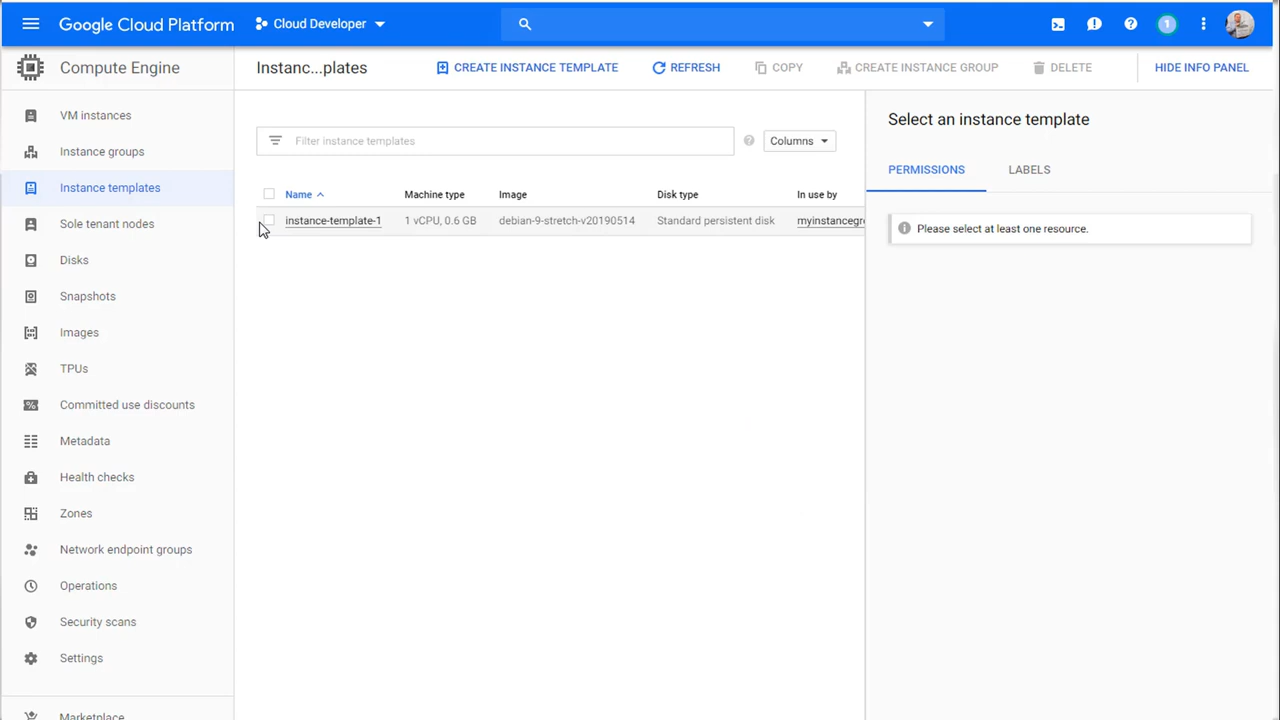 Google Cloud Platform
Cloud Developer
1
Compute Engine
Instanc...plates
CREATE INSTANCE TEMPLATE
REFRESH
COPY
CREATE INSTANCE GROUP
DELETE
HIDE INFO PANEL
VM instances
Instance groups
Instance templates
Sole tenant nodes
Disks
Snapshots
Images
TPUs
Committed use discounts
Metadata
Health checks
Zones
Network endpoint groups
Operations
Security scans
Settings
Marketplace
Filter instance templates
Columns
Name Machine type Image Disk type In use by
instance-template-1 1 vCPU, 0.6 GB debian-9-stretch-v20190514 Standard persistent disk myinstancegro
Select an instance template
PERMISSIONS LABELS
Please select at least one resource.